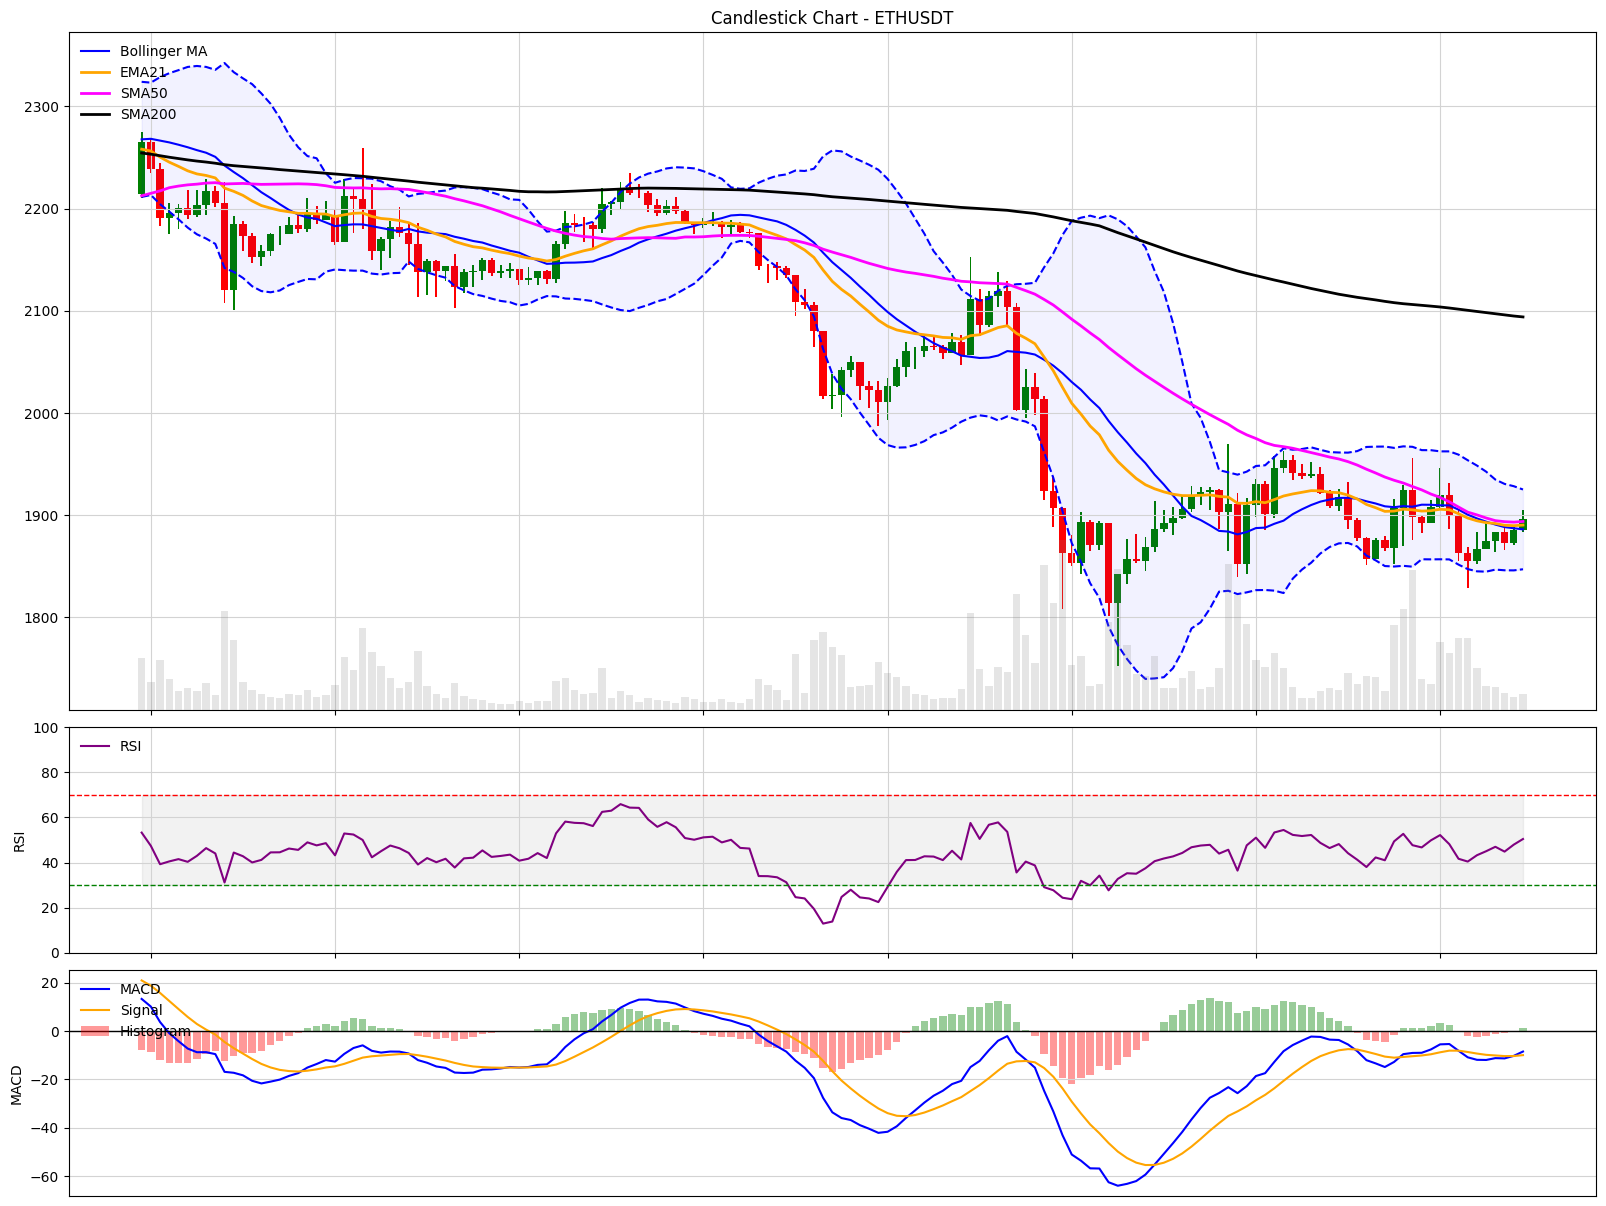 Candlestick Chart - ETHUSDT
Bollinger MA
EMA21
SMA50
SMA200
2300
2200
2100
2000
1900
1800
RSI
100
80
60
40
20
0
RSI
MACD
Signal
Histogram
20
0
−20
−40
−60
MACD